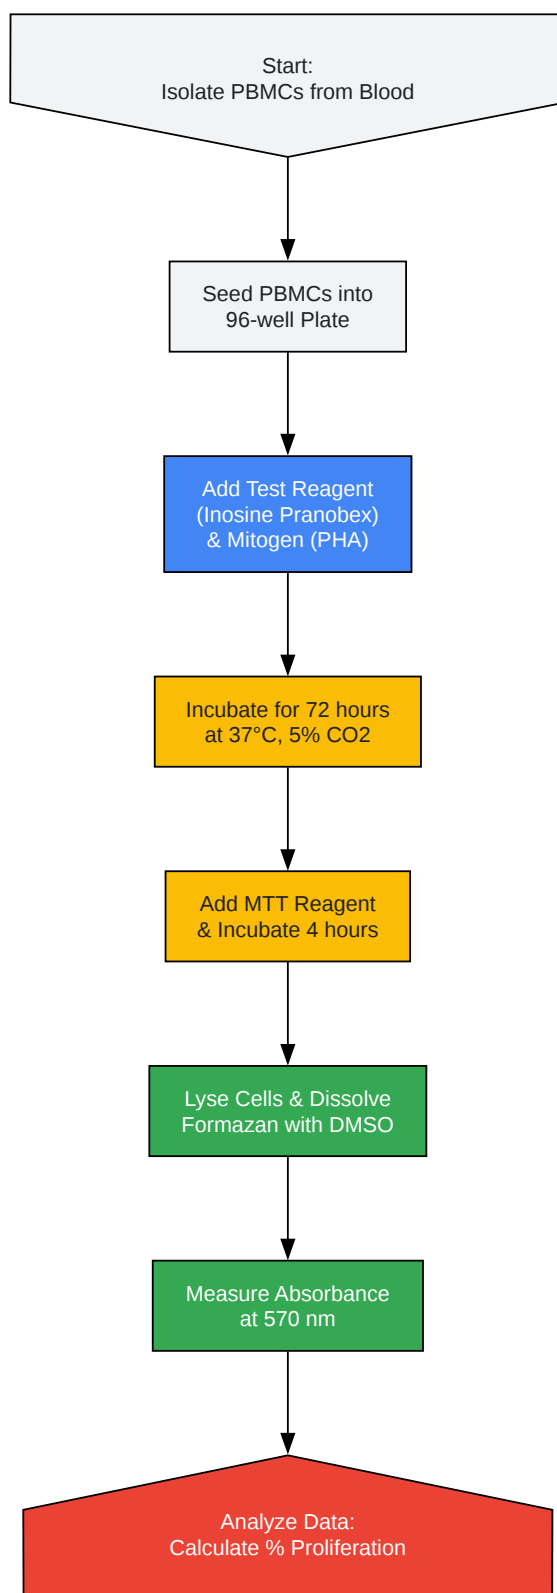 Start:
Isolate PBMCs from Blood
Seed PBMCs into
96-well Plate
Add Test Reagent
(Inosine Pranobex)
& Mitogen (PHA)
Incubate for 72 hours
at 37°C, 5% CO2
Add MTT Reagent
& Incubate 4 hours
Lyse Cells & Dissolve
Formazan with DMSO
Measure Absorbance
at 570 nm
Analyze Data:
Calculate % Proliferation